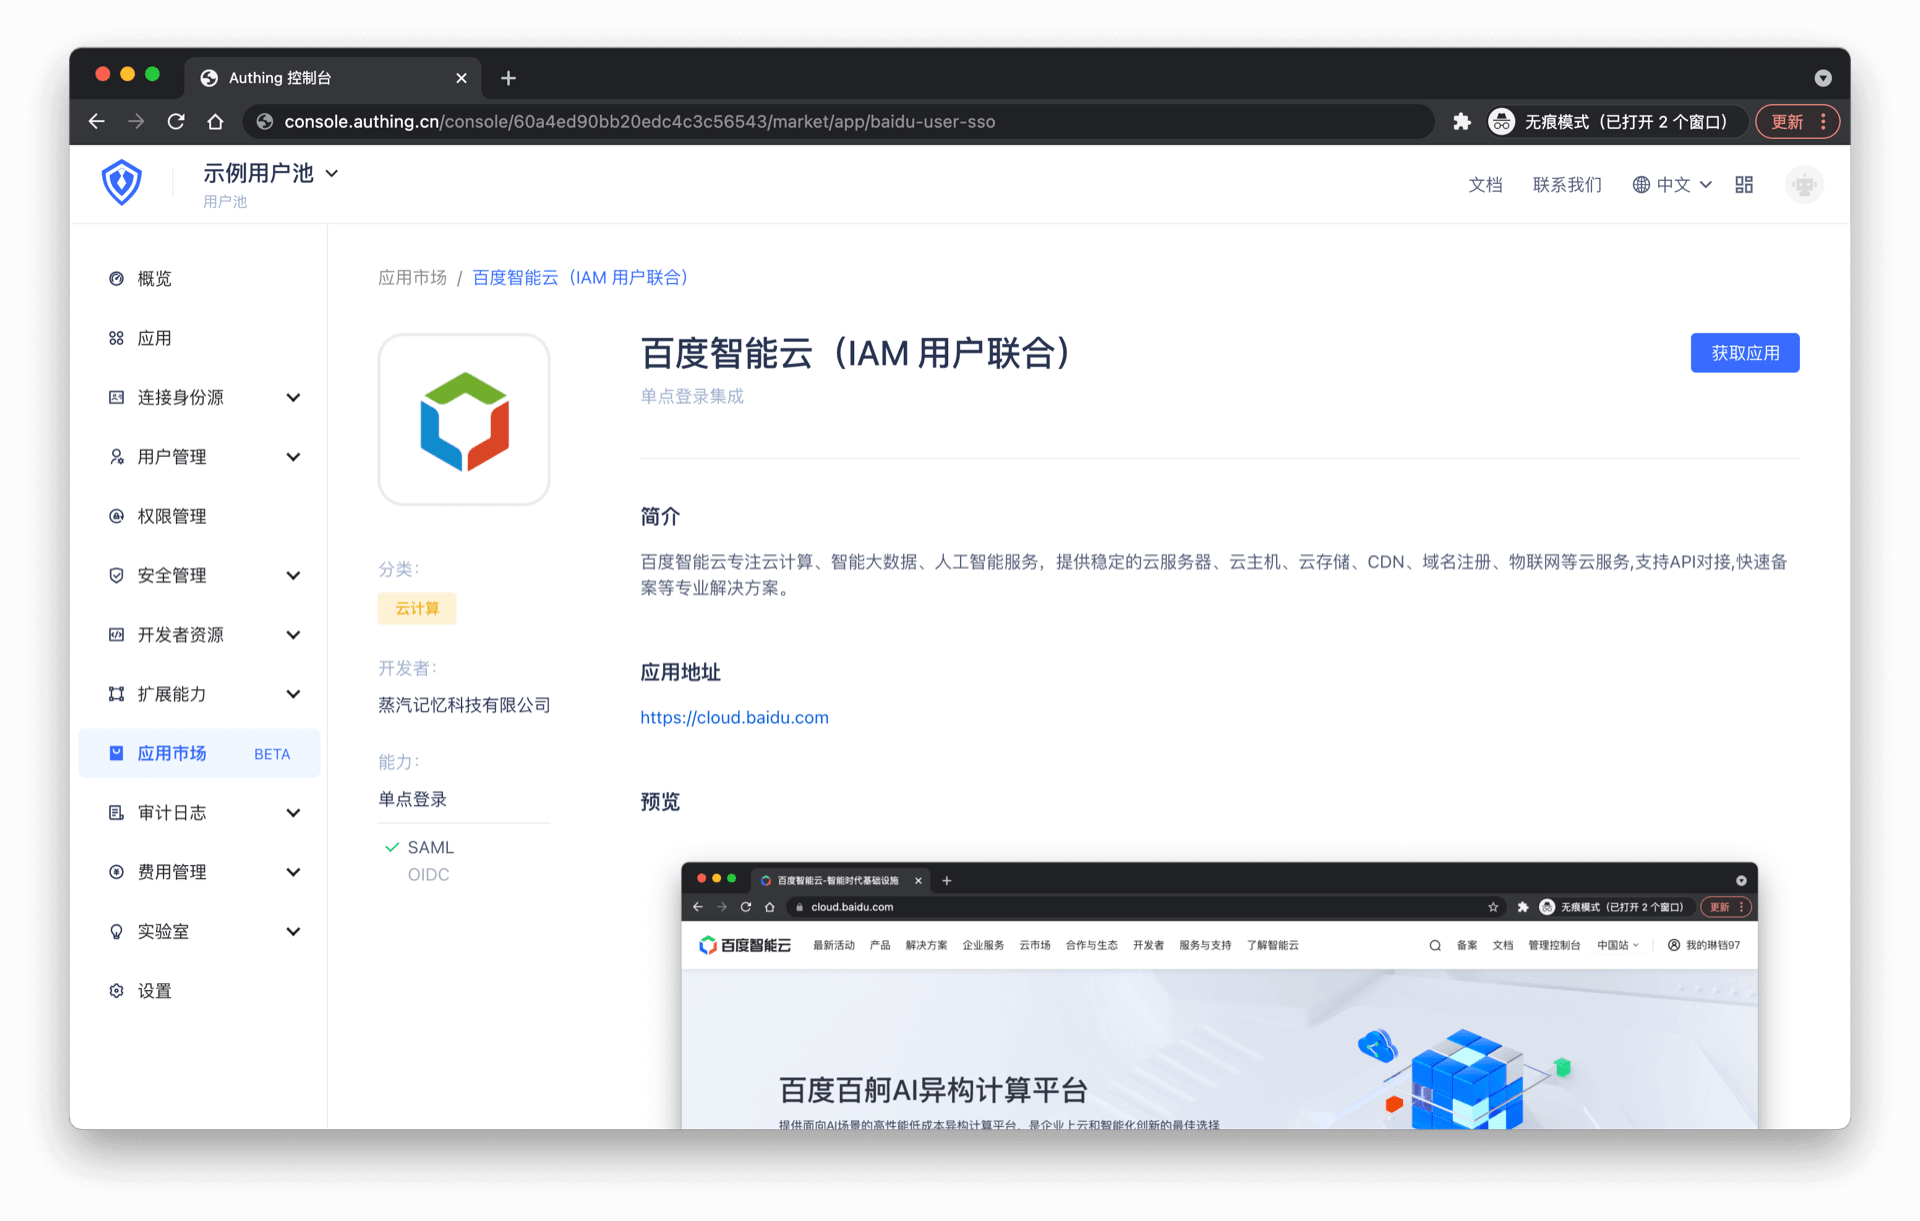 Authing 控制台
console.authing.cn/console/60a4ed90bb20edc4c3c56543/market/app/baidu-user-sso
无痕模式（已打开 2 个窗口）
更新
示例用户池
用户池
文档
联系我们
中文
概览
应用
连接身份源
用户管理
权限管理
安全管理
开发者资源
扩展能力
应用市场 BETA
审计日志
费用管理
实验室
设置
应用市场 / 百度智能云（IAM 用户联合）
百度智能云（IAM 用户联合）
单点登录集成
获取应用
分类：
云计算
开发者：
蒸汽记忆科技有限公司
能力：
单点登录
SAML
OIDC
简介
百度智能云专注云计算、智能大数据、人工智能服务，提供稳定的云服务器、云主机、云存储、CDN、域名注册、物联网等云服务,支持API对接,快速备
案等专业解决方案。
应用地址
https://cloud.baidu.com
预览
百度智能云-智能时代基础设施
cloud.baidu.com
无痕模式（已打开 2 个窗口）
更新
百度智能云 最新活动 产品 解决方案 企业服务 云市场 合作与生态 开发者 服务与支持 了解智能云 备案 文档 管理控制台 中国站 我的琳铛97
百度百舸AI异构计算平台
提供面向AI场景的高性能低成本异构计算平台，是企业上云和智能化创新的最佳选择